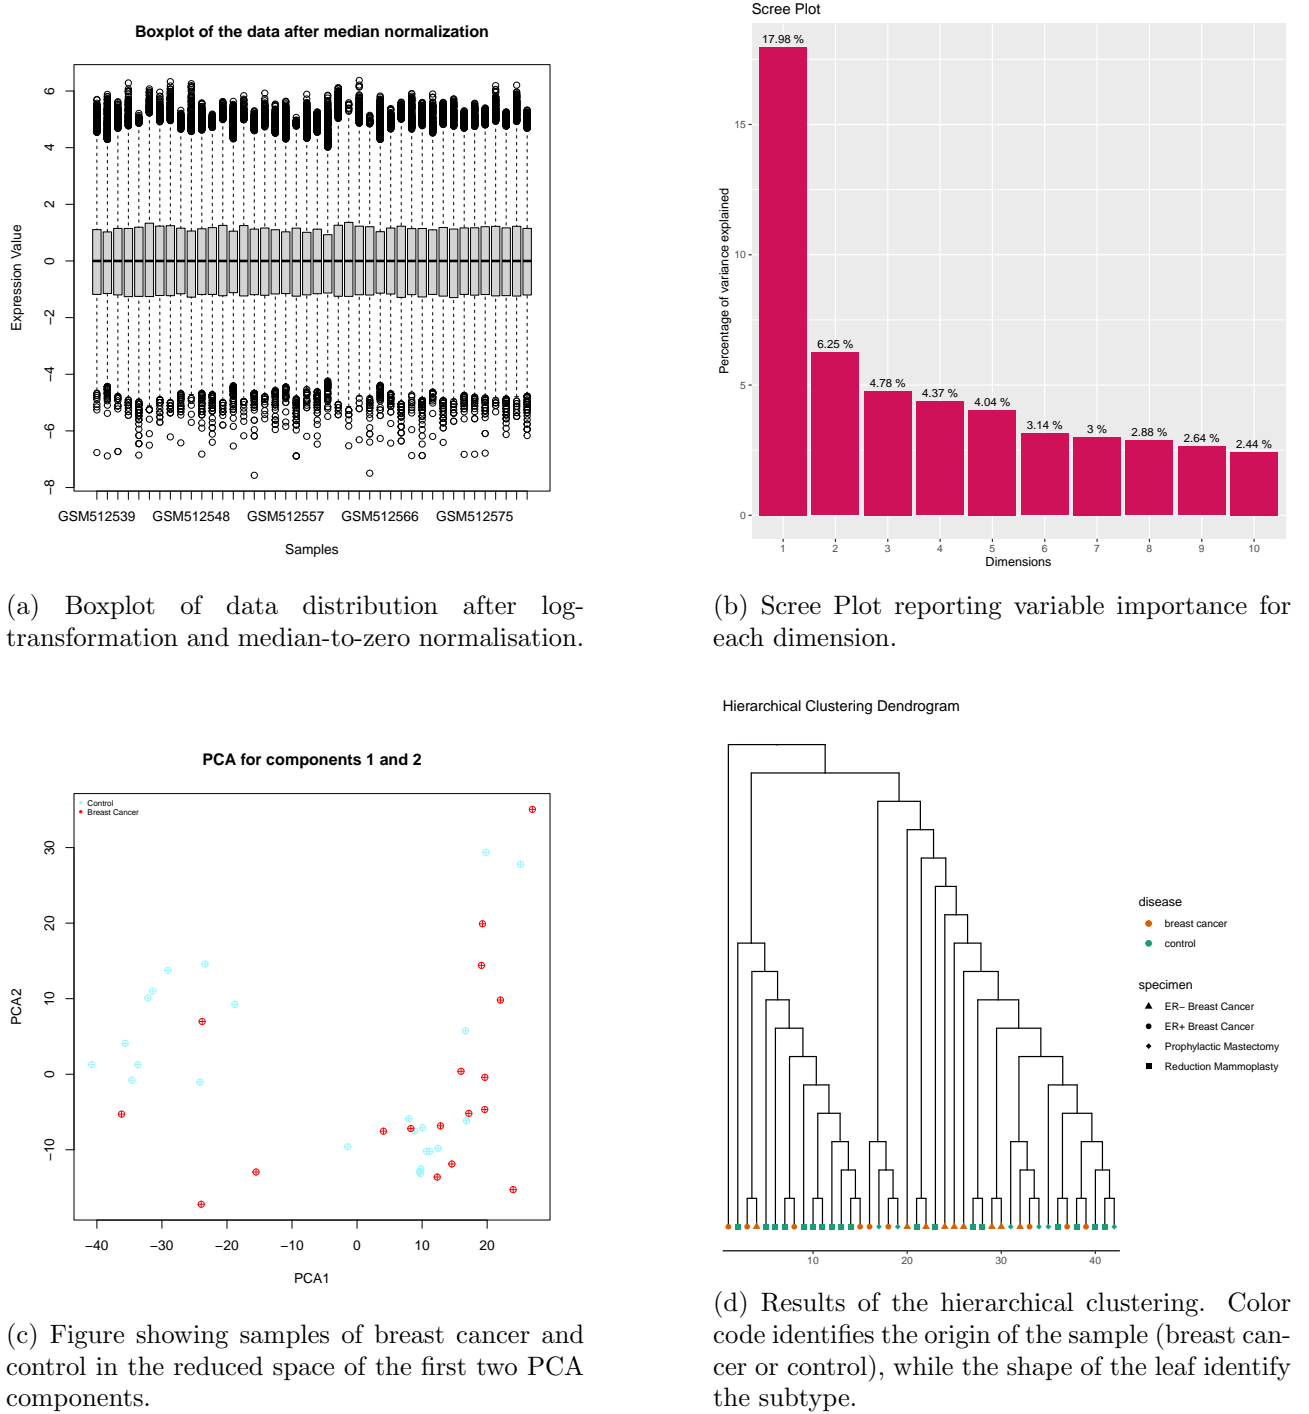 Boxplot of the data after median normalization
Expression Value
6
4
2
0
−2
−4
−6
−8
GSM512539 GSM512548 GSM512557 GSM512566 GSM512575
Samples
(a) Boxplot of data distribution after log-
transformation and median-to-zero normalisation.
Scree Plot
Percentage of variance explained
17.98 %
6.25 %
4.78 %
4.37 %
4.04 %
3.14 %
3 %
2.88 %
2.64 %
2.44 %
15
10
5
0
1 2 3 4 5 6 7 8 9 10
Dimensions
(b) Scree Plot reporting variable importance for
each dimension.
PCA for components 1 and 2
Control
Breast Cancer
PCA2
30
20
10
0
−10
−40 −30 −20 −10 0 10 20
PCA1
(c) Figure showing samples of breast cancer and
control in the reduced space of the first two PCA
components.
Hierarchical Clustering Dendrogram
disease
breast cancer
control
specimen
ER− Breast Cancer
ER+ Breast Cancer
Prophylactic Mastectomy
Reduction Mammoplasty
10 20 30 40
(d) Results of the hierarchical clustering. Color
code identifies the origin of the sample (breast can-
cer or control), while the shape of the leaf identify
the subtype.